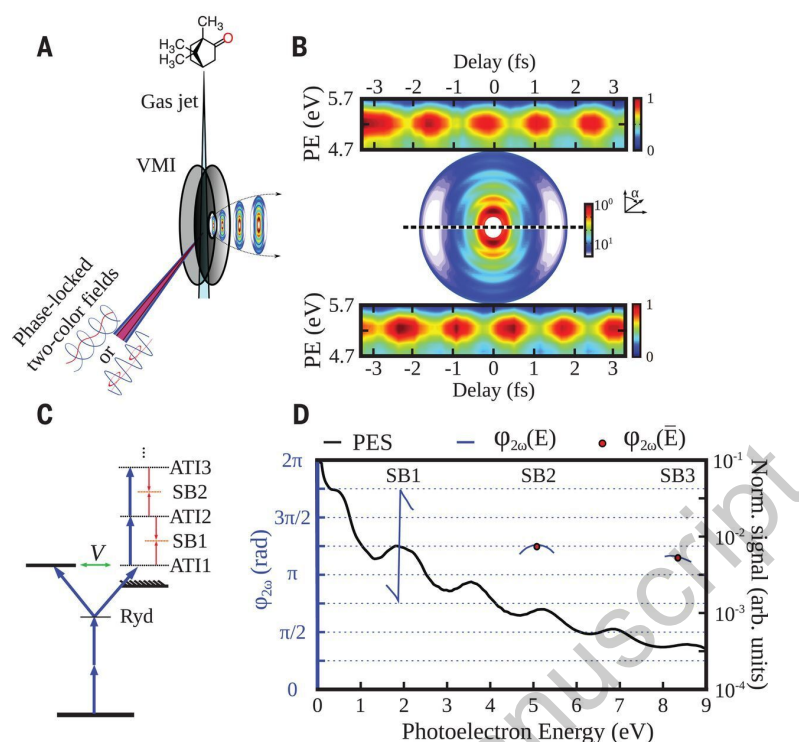 A
CH₃
H₃C
H₃C
O
Gas jet
VMI
Phase-locked
two-color fields
or
B
Delay (fs)
-3 -2 -1 0 1 2 3
5.7
PE (eV)
4.7
1
0
α
10⁰
10¹
5.7
PE (eV)
4.7
1
0
-3 -2 -1 0 1 2 3
Delay (fs)
C
⋮
ATI3
SB2
ATI2
SB1
ATI1
V
Ryd
D
PES φ2ω(E) φ2ω(Ē)
SB1 SB2 SB3
2π
3π/2
π
π/2
0
φ2ω (rad)
10⁻¹
10⁻²
10⁻³
10⁻⁴
Norm. signal (arb. units)
0 1 2 3 4 5 6 7 8 9
Photoelectron Energy (eV)